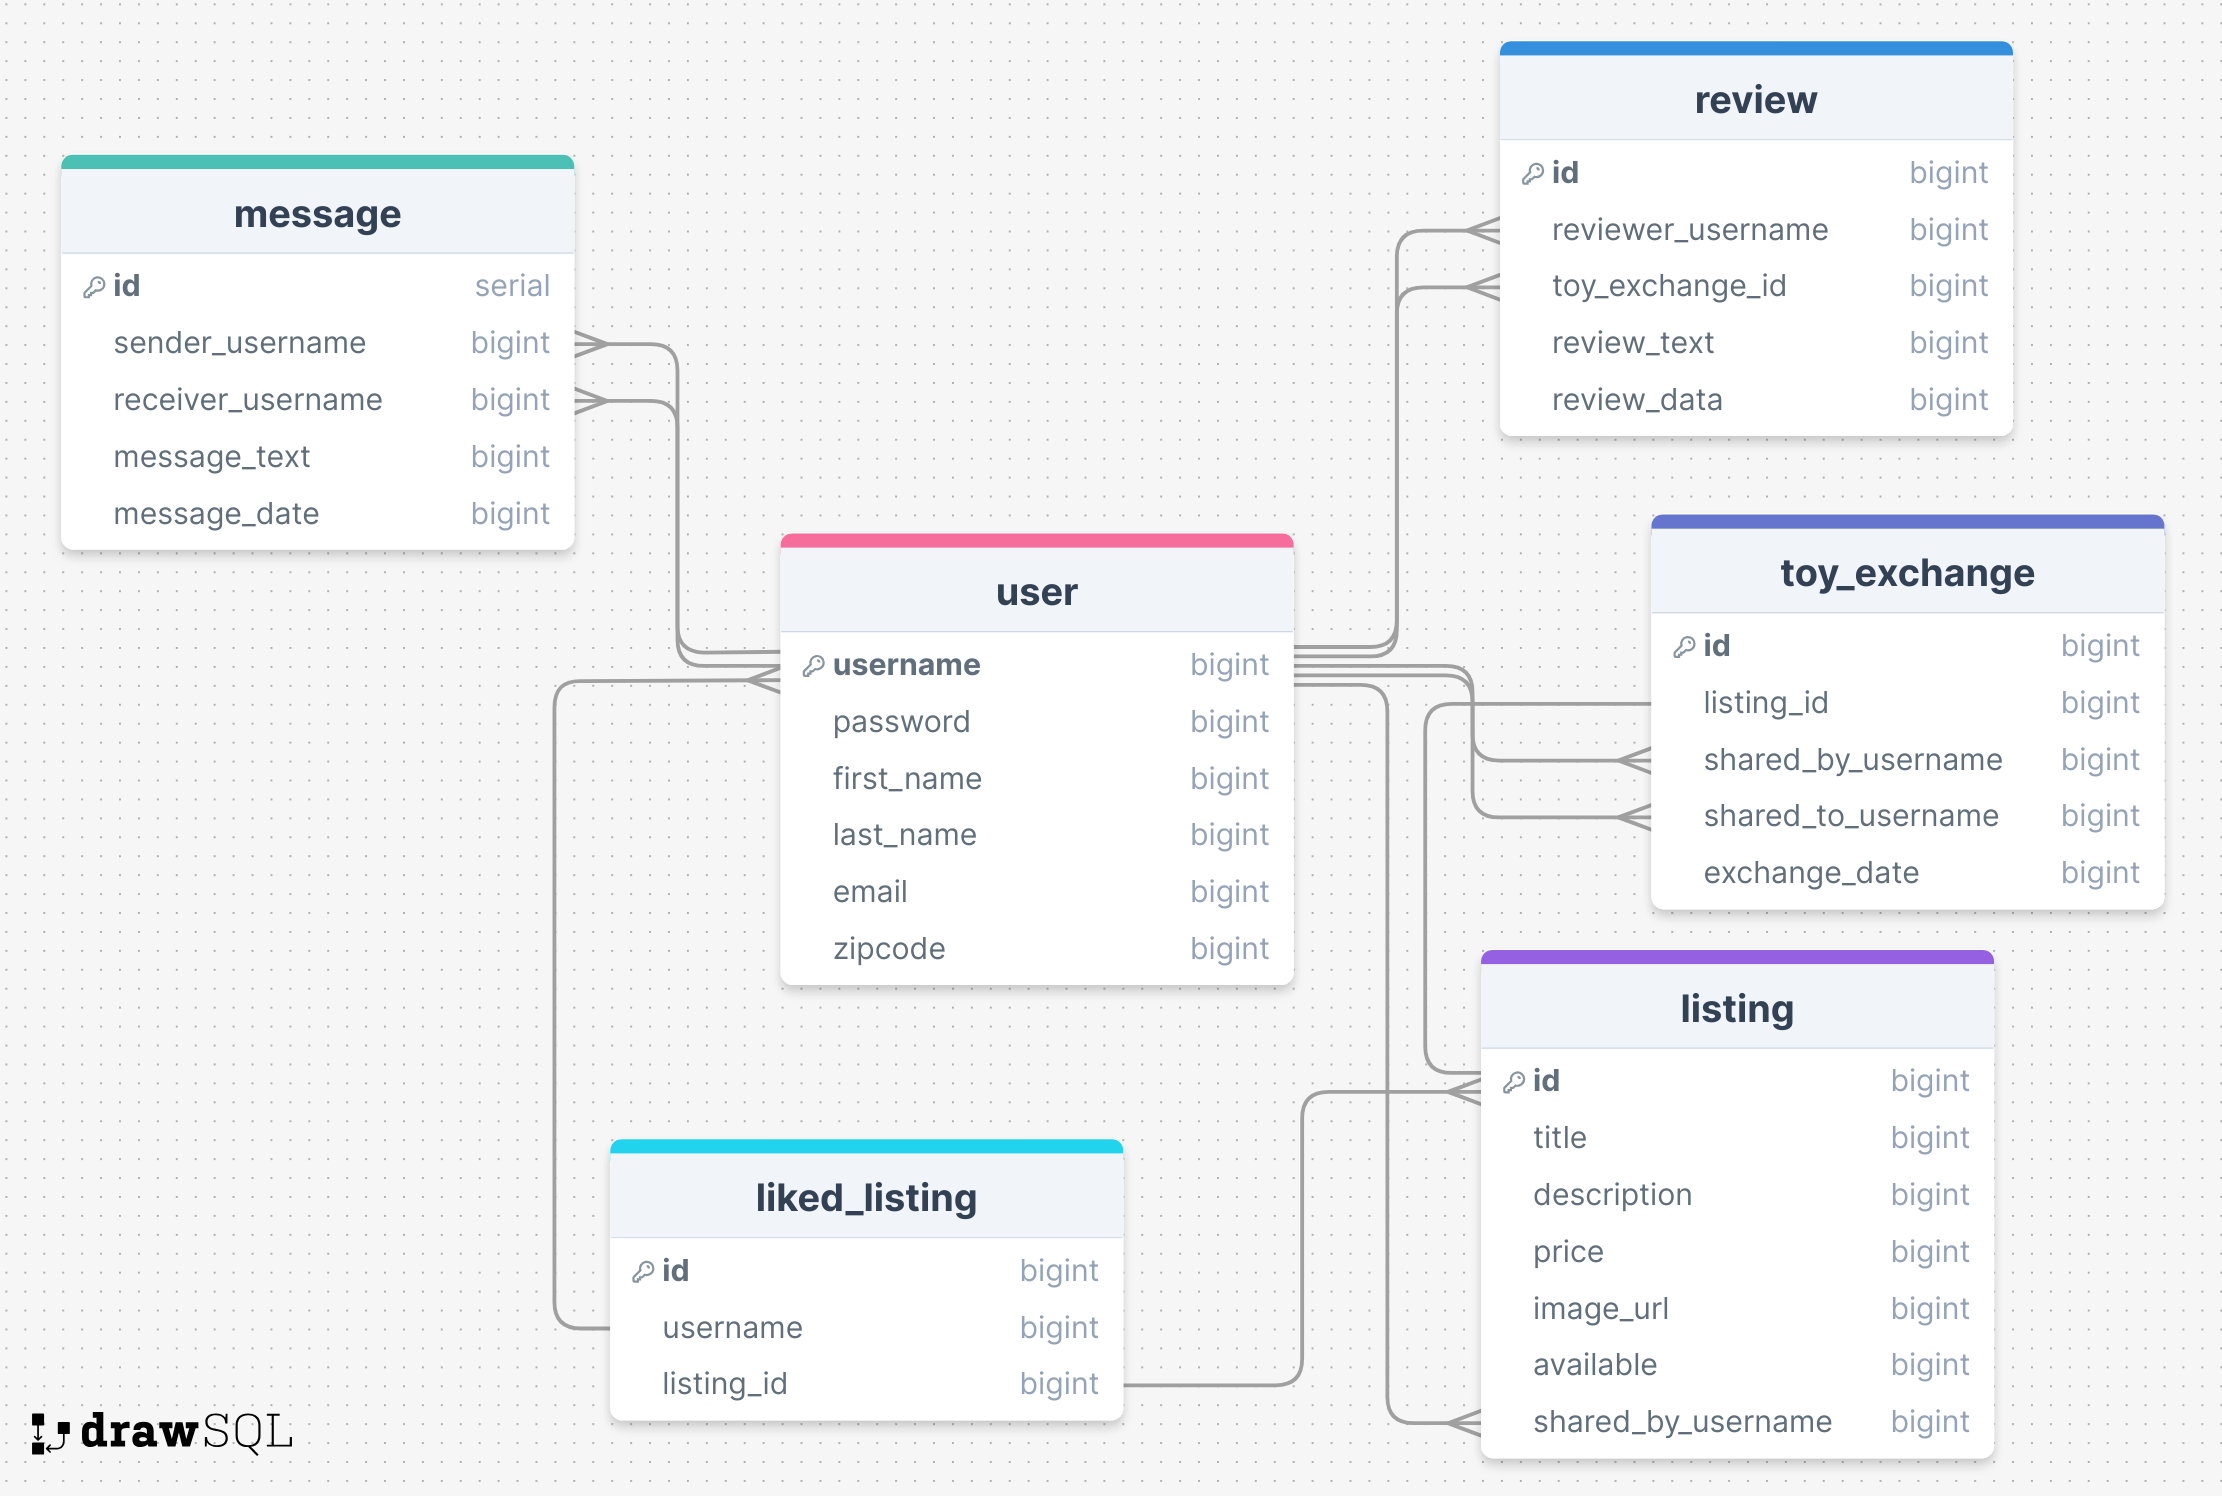 message
id serial
sender_username bigint
receiver_username bigint
message_text bigint
message_date bigint
review
id bigint
reviewer_username bigint
toy_exchange_id bigint
review_text bigint
review_data bigint
user
username bigint
password bigint
first_name bigint
last_name bigint
email bigint
zipcode bigint
toy_exchange
id bigint
listing_id bigint
shared_by_username bigint
shared_to_username bigint
exchange_date bigint
liked_listing
id bigint
username bigint
listing_id bigint
listing
id bigint
title bigint
description bigint
price bigint
image_url bigint
available bigint
shared_by_username bigint
drawSQL